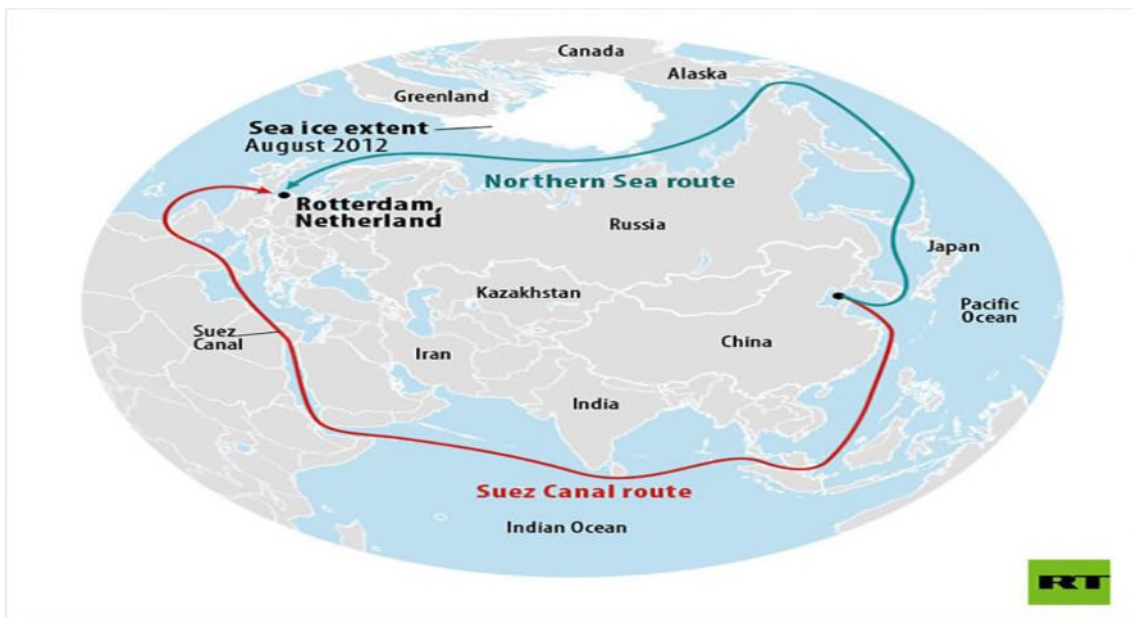 Canada
Alaska
Greenland
Sea ice extent
August 2012
Northern Sea route
Rotterdam,
Netherland
Russia
Japan
Kazakhstan
Pacific
Ocean
Suez
Canal
Iran
China
India
Suez Canal route
Indian Ocean
RT